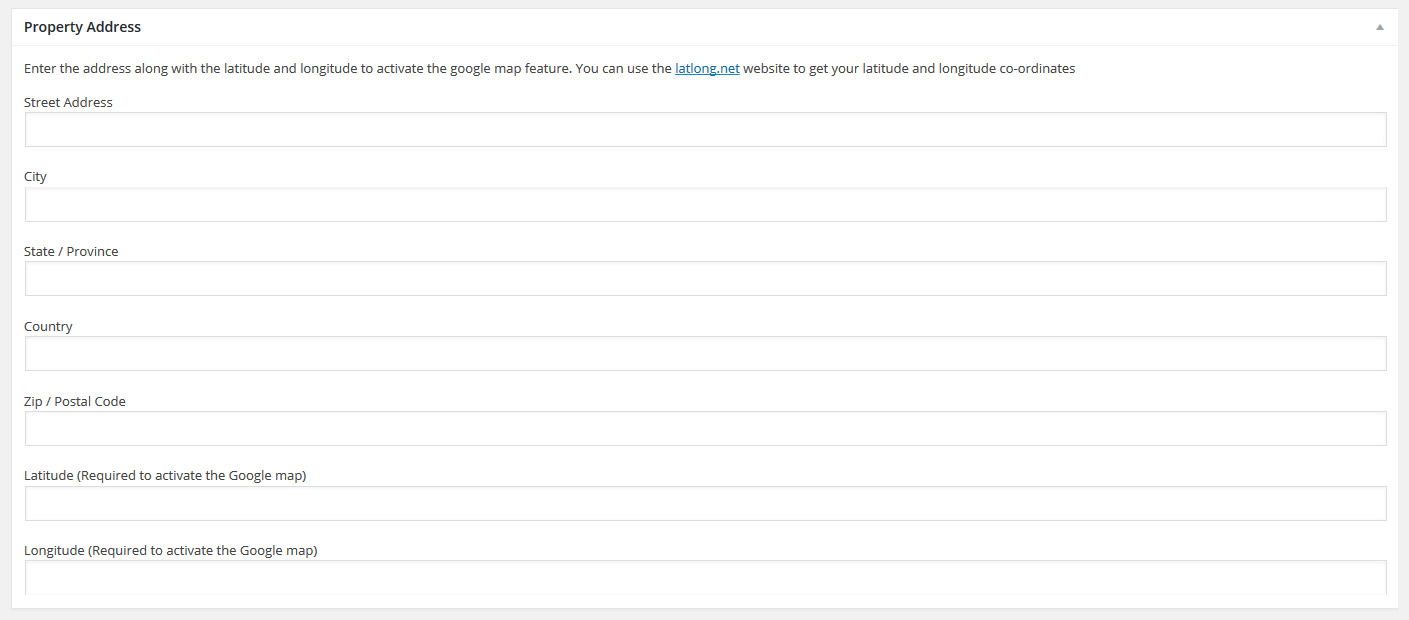 Property Address
Enter the address along with the latitude and longitude to activate the google map feature. You can use the latlong.net website to get your latitude and longitude co-ordinates
Street Address
City
State / Province
Country
Zip / Postal Code
Latitude (Required to activate the Google map)
Longitude (Required to activate the Google map)